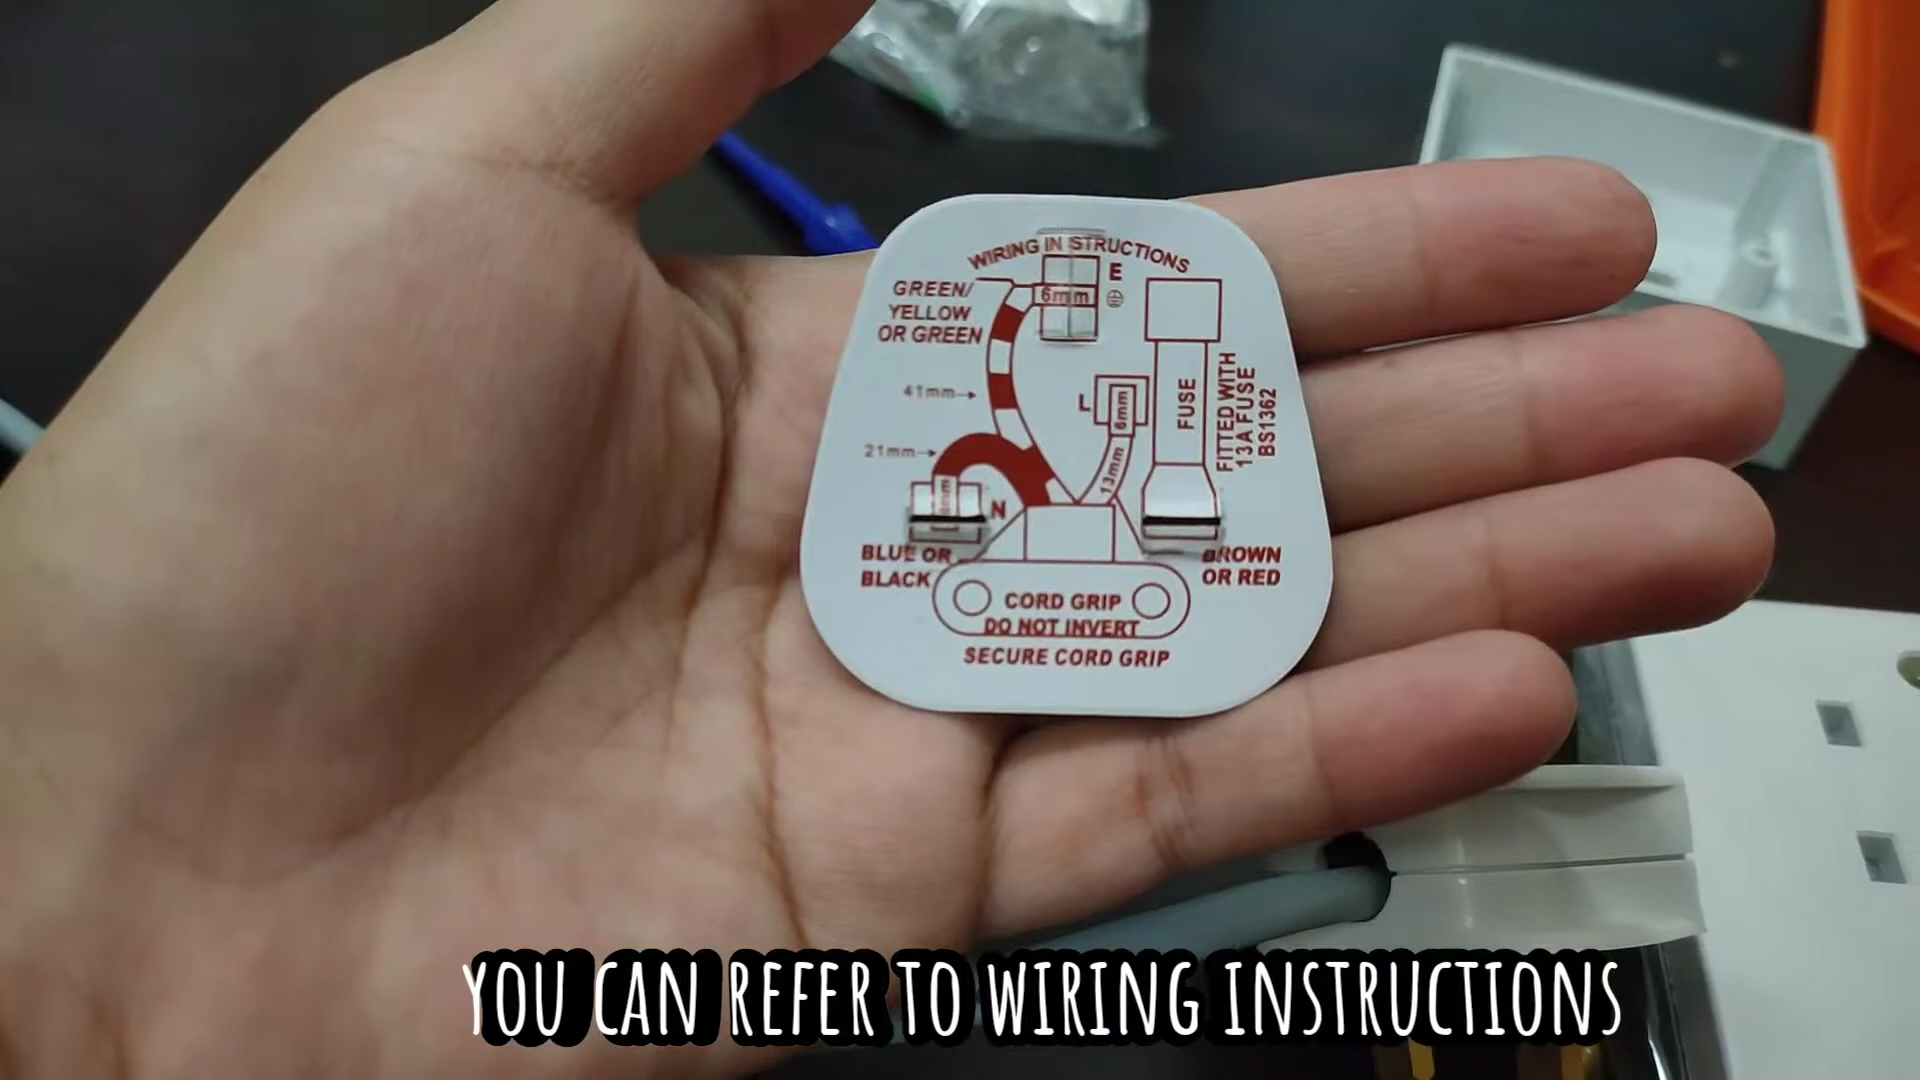 WIRING IN STRUCTIONS
GREEN/
YELLOW
OR GREEN
E
6mm
41mm
21mm
L
6mm
13mm
FUSE
FITTED WITH
13A FUSE
BS1362
N
BLUE OR
BLACK
BROWN
OR RED
CORD GRIP
DO NOT INVERT
SECURE CORD GRIP
YOU CAN REFER TO WIRING INSTRUCTIONS